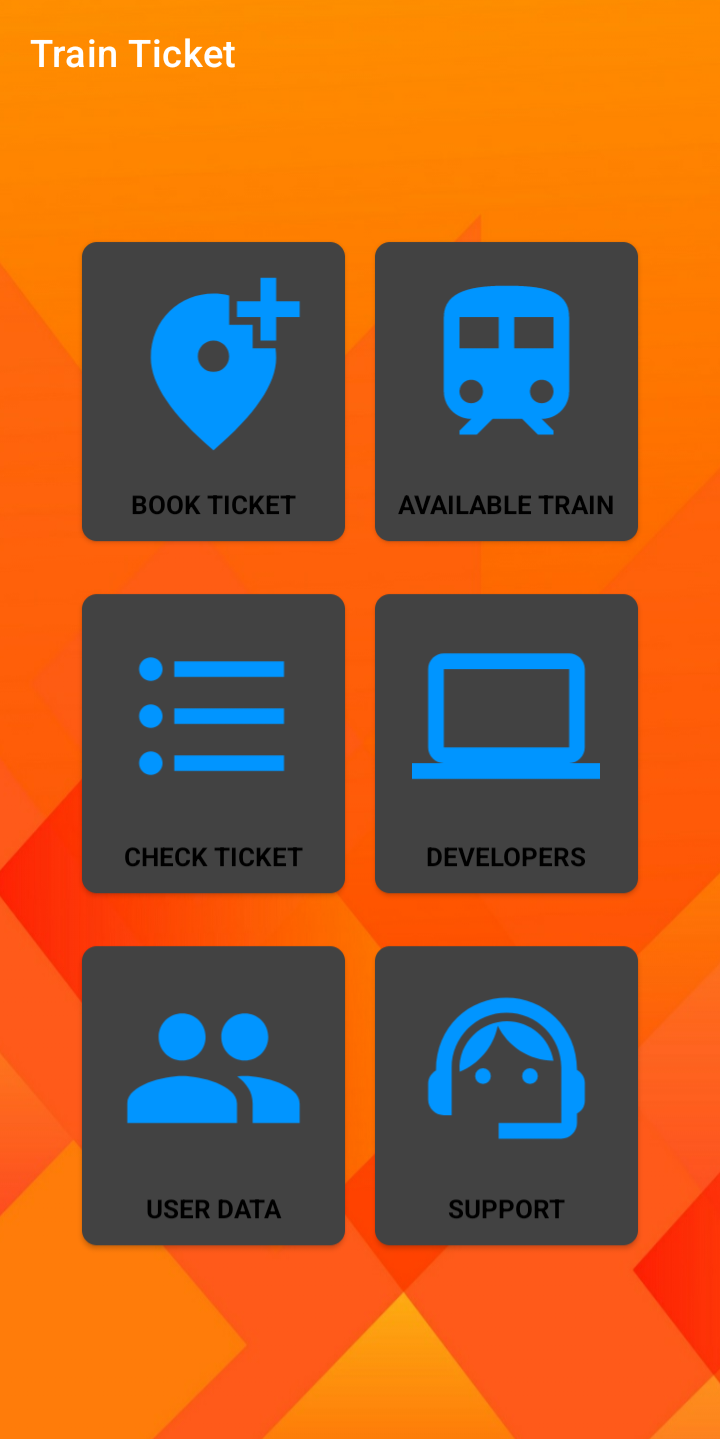 Train Ticket
BOOK TICKET
AVAILABLE TRAIN
CHECK TICKET
DEVELOPERS
USER DATA
SUPPORT